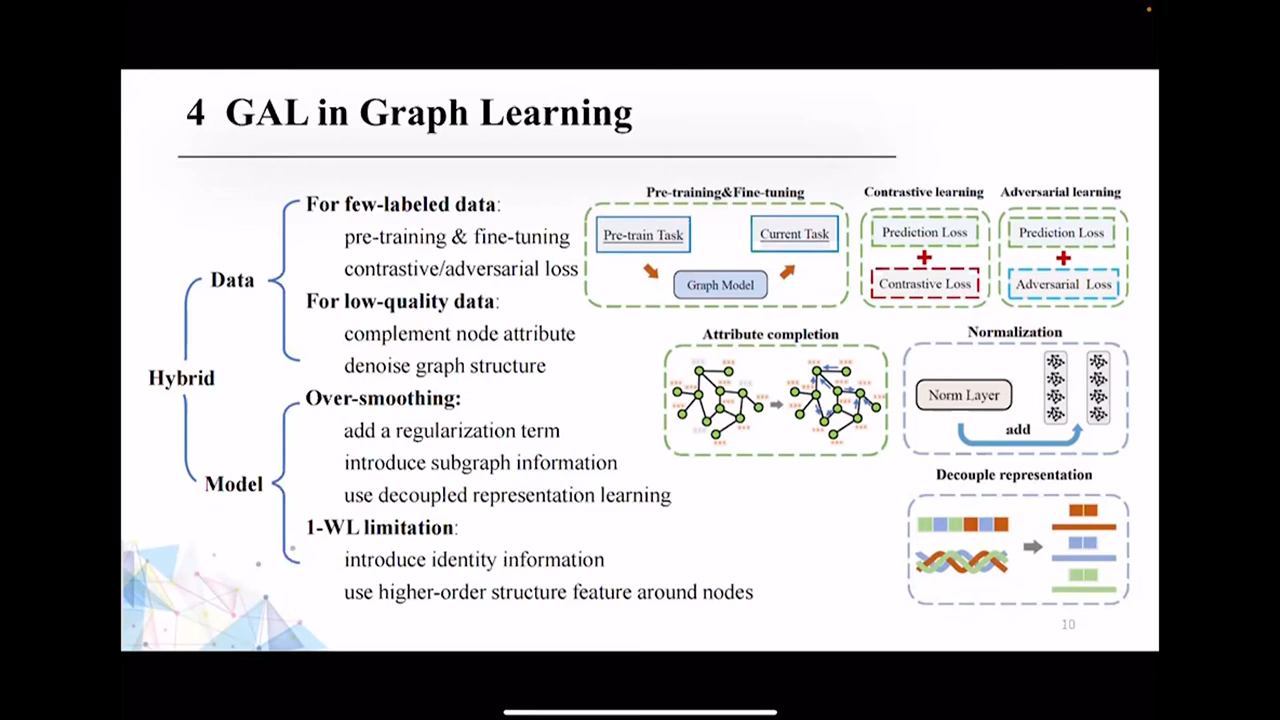 4 GAL in Graph Learning
Hybrid
Data
For few-labeled data:
pre-training & fine-tuning
contrastive/adversarial loss
For low-quality data:
complement node attribute
denoise graph structure
Model
Over-smoothing:
add a regularization term
introduce subgraph information
use decoupled representation learning
1-WL limitation:
introduce identity information
use higher-order structure feature around nodes
Pre-training&Fine-tuning
Pre-train Task
Current Task
Graph Model
Contrastive learning
Prediction Loss
Contrastive Loss
Adversarial learning
Prediction Loss
Adversarial Loss
Attribute completion
Normalization
Norm Layer
add
Decouple representation
10